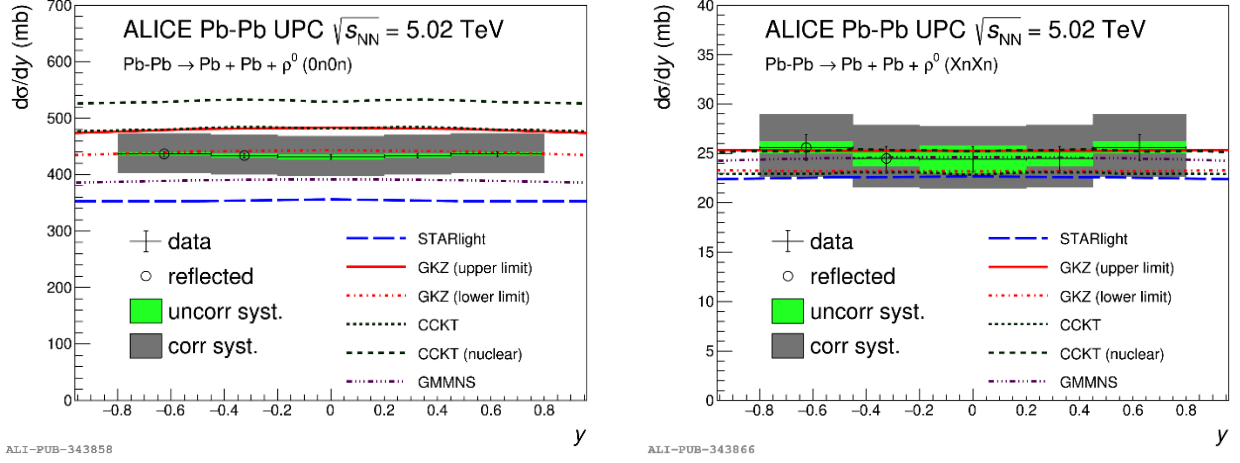 ALICE Pb-Pb UPC √sNN = 5.02 TeV
Pb-Pb → Pb + Pb + ρ0 (0n0n)
dσ/dy (mb)
700
600
500
400
300
200
100
0
data
reflected
uncorr syst.
corr syst.
STARlight
GKZ (upper limit)
GKZ (lower limit)
CCKT
CCKT (nuclear)
GMMNS
−0.8 −0.6 −0.4 −0.2 0 0.2 0.4 0.6 0.8
y
ALI-PUB-343858
ALICE Pb-Pb UPC √sNN = 5.02 TeV
Pb-Pb → Pb + Pb + ρ0 (XnXn)
dσ/dy (mb)
40
35
30
25
20
15
10
5
0
data
reflected
uncorr syst.
corr syst.
STARlight
GKZ (upper limit)
GKZ (lower limit)
CCKT
CCKT (nuclear)
GMMNS
−0.8 −0.6 −0.4 −0.2 0 0.2 0.4 0.6 0.8
y
ALI-PUB-343866